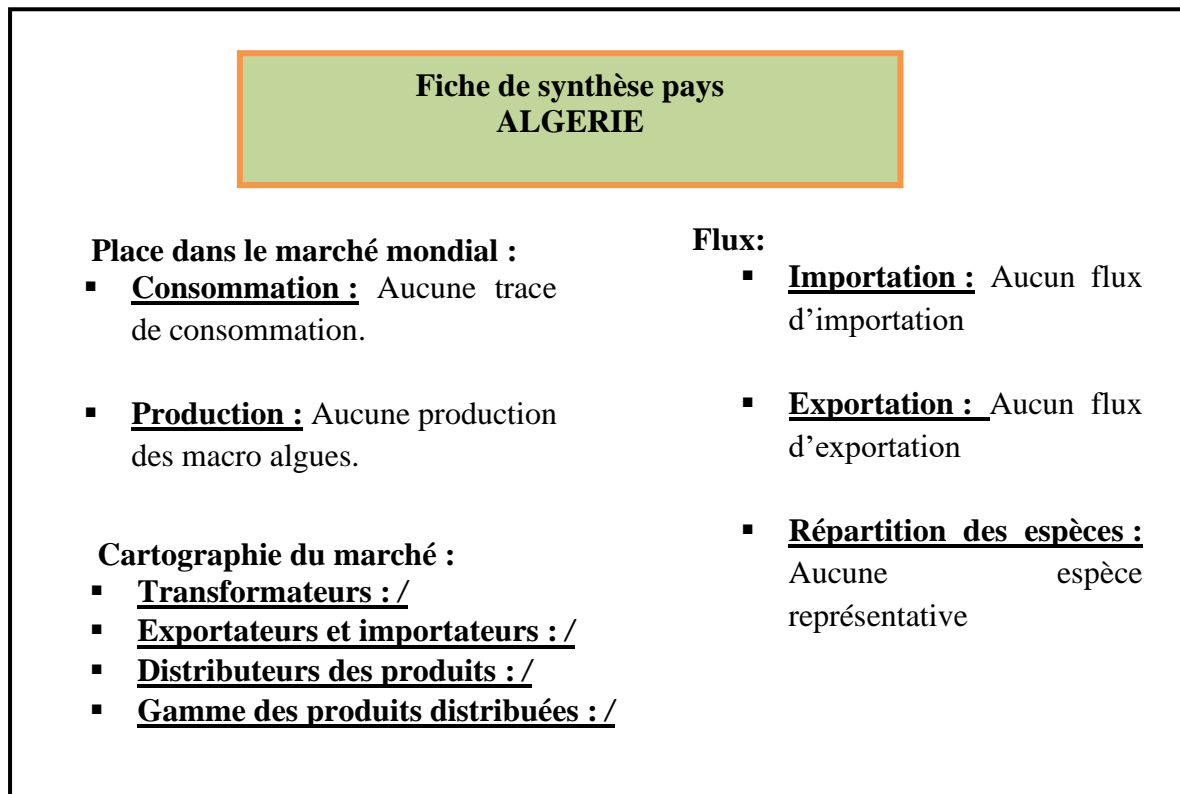 Fiche de synthèse pays
ALGERIE
Place dans le marché mondial :
▪ Consommation : Aucune trace
de consommation.
▪ Production : Aucune production
des macro algues.
Cartographie du marché :
▪ Transformateurs : /
▪ Exportateurs et importateurs : /
▪ Distributeurs des produits : /
▪ Gamme des produits distribuées : /
Flux:
▪ Importation : Aucun flux
d’importation
▪ Exportation : Aucun flux
d’exportation
▪ Répartition des espèces :
Aucune espèce
représentative